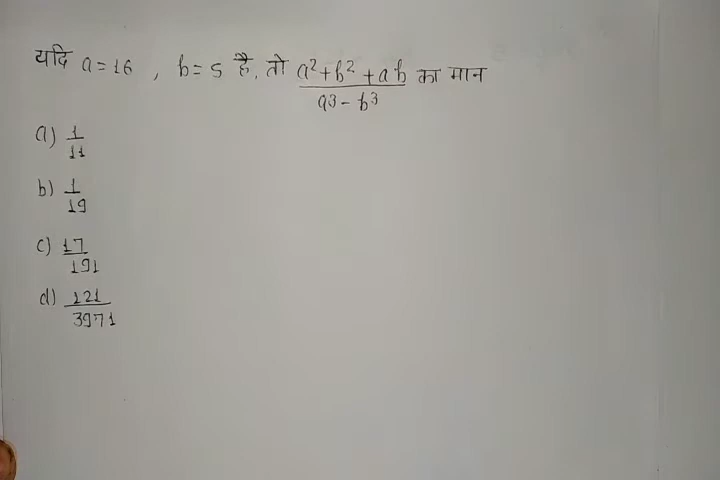 यदि a = 16 , b = 5 है, तो a²+b²+ab का मान
a3 - b3
a) 1
11
b) 1
19
c) 17
191
d) 121
3971